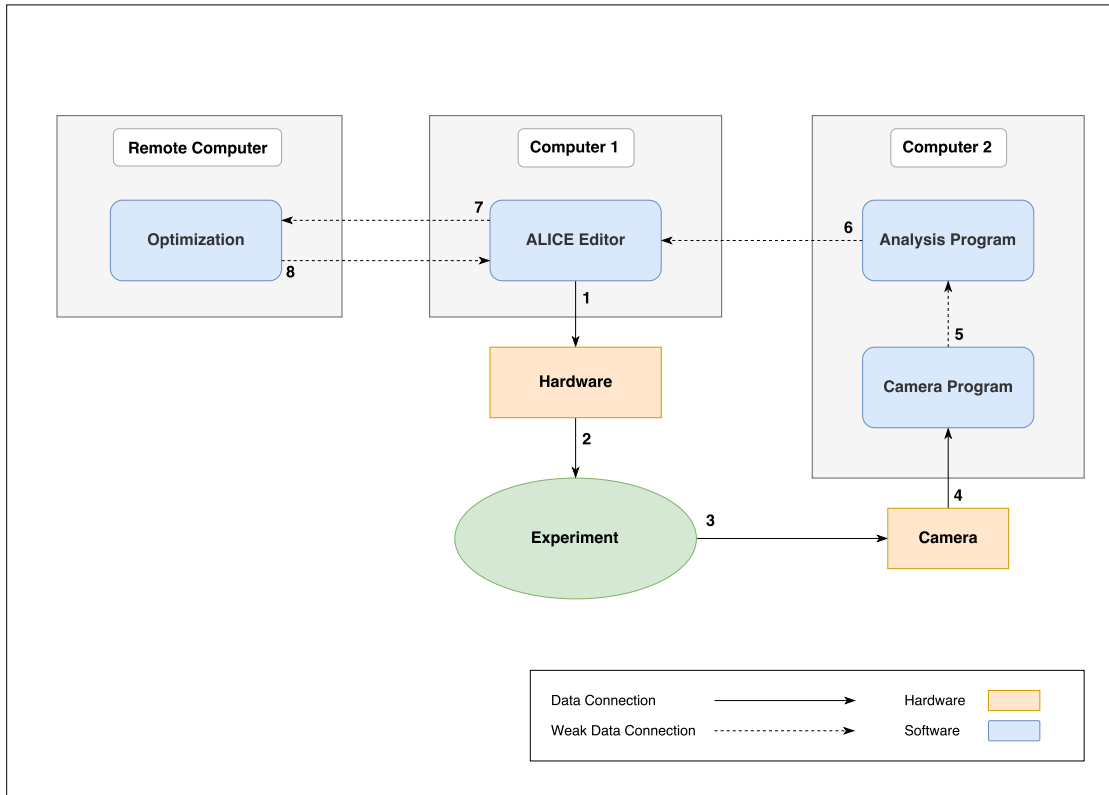 Remote Computer
Computer 1
Computer 2
Optimization
7
8
ALICE Editor
6
Analysis Program
1
5
Hardware
Camera Program
2
4
3
Experiment
Camera
Data Connection
Hardware
Weak Data Connection
Software